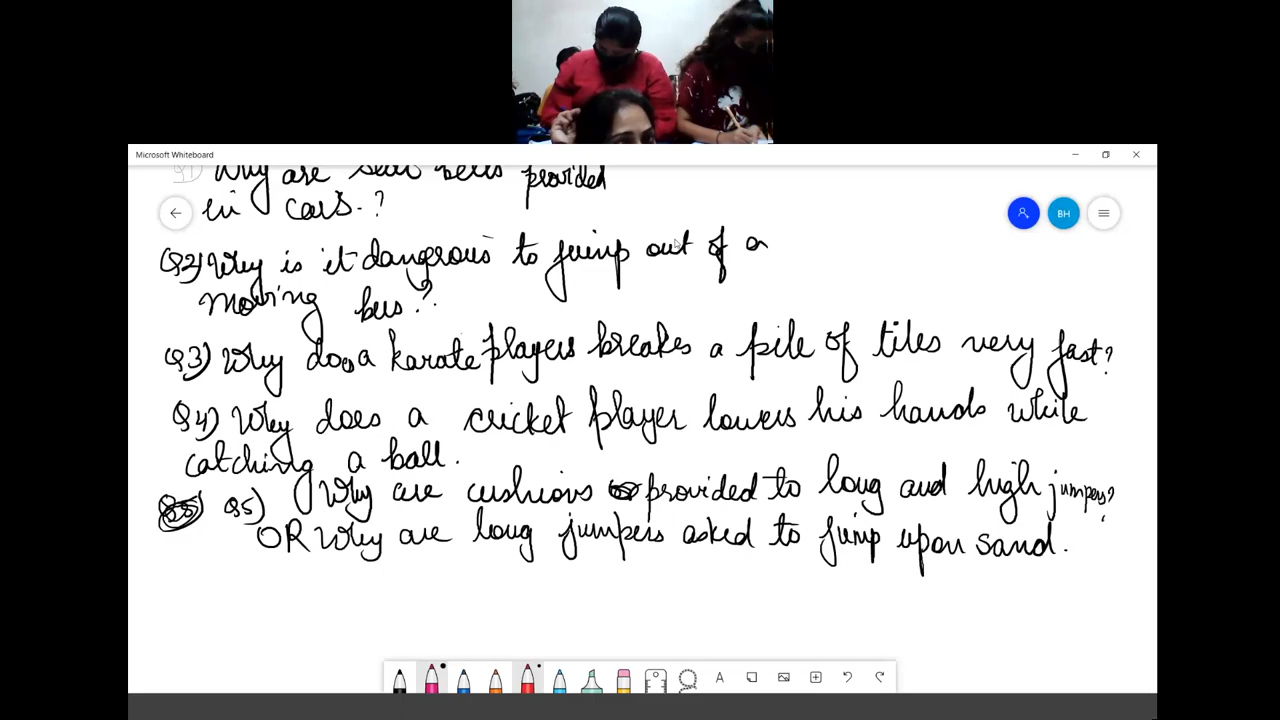 Microsoft Whiteboard
Q1) Why are seat belts provided
in cars.?
BH
Q2) Why is it dangerous to jump out of a
moving bus?
Q3) Why does a karate players breakes a pile of tiles very fast?
Q4) Why does a cricket player lowers his hands while
catching a ball.
Q5) Why are cushions provided to long and high jumpers?
OR Why are long jumpers asked to jump upon sand.
A